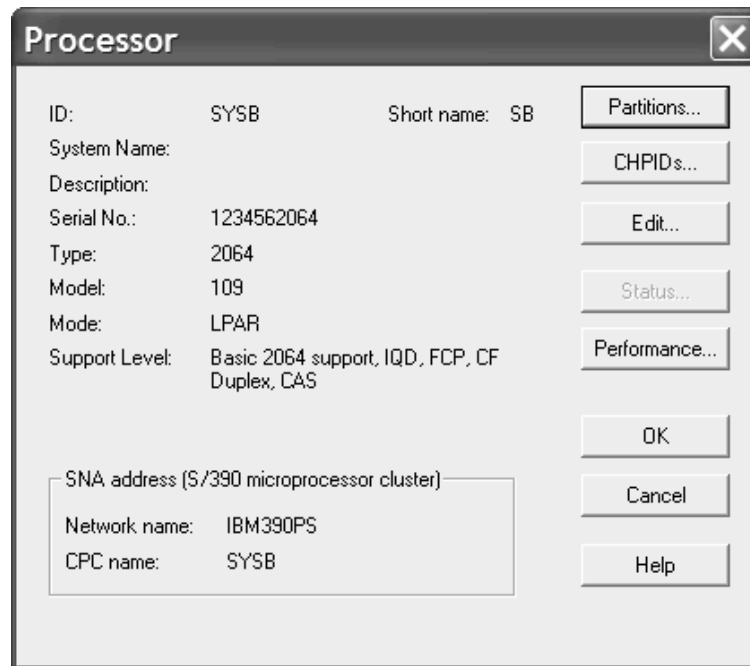 Processor
ID: SYSB Short name: SB
System Name:
Description:
Serial No.: 1234562064
Type: 2064
Model: 109
Mode: LPAR
Support Level: Basic 2064 support, IQD, FCP, CF
Duplex, CAS
SNA address (S/390 microprocessor cluster)
Network name: IBM390PS
CPC name: SYSB
Partitions...
CHPIDs...
Edit...
Status...
Performance...
OK
Cancel
Help